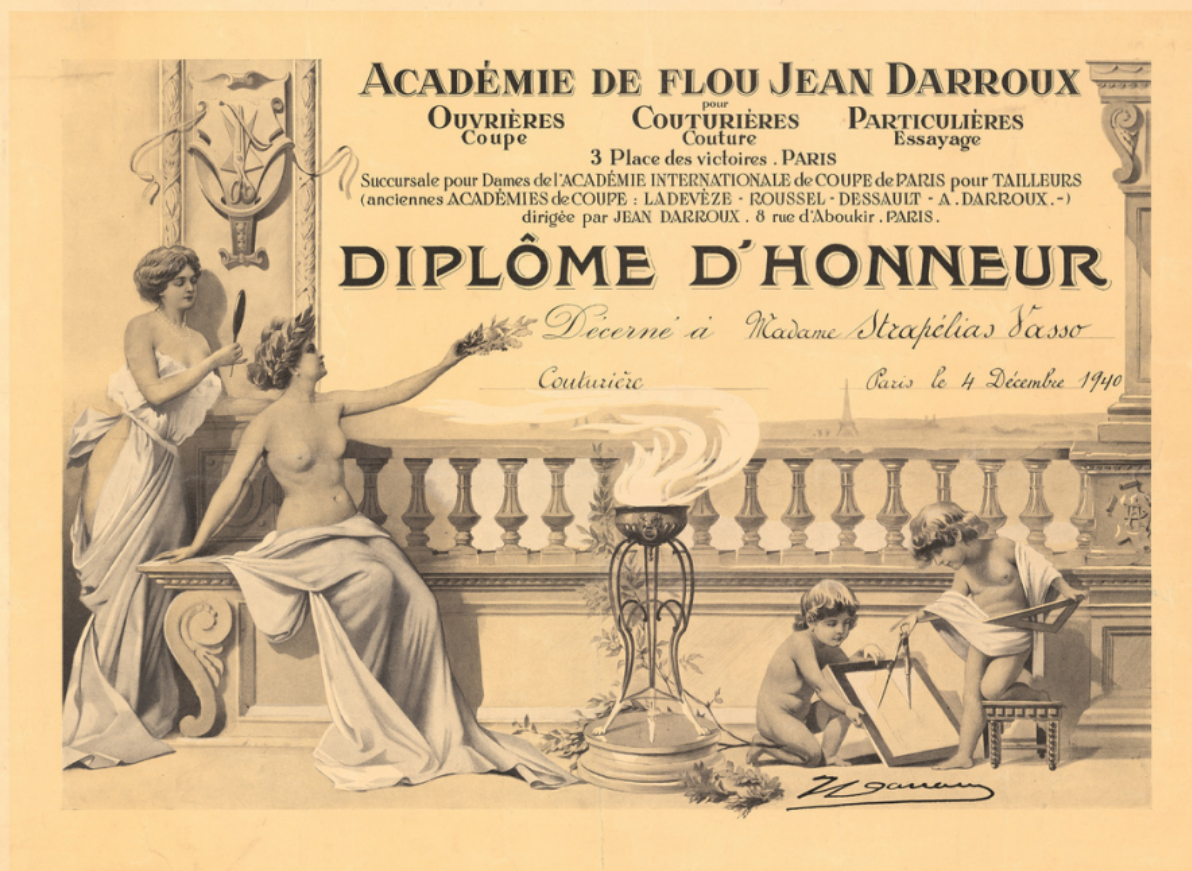 ACADÉMIE DE FLOU JEAN DARROUX
pour
OUVRIÈRES COUTURIÈRES PARTICULIÈRES
Coupe Couture Essayage
3 Place des victoires . PARIS
Succursale pour Dames de l'ACADÉMIE INTERNATIONALE de COUPE de PARIS pour TAILLEURS
(anciennes ACADÉMIES de COUPE : LADEVÈZE - ROUSSEL - DESSAULT - A. DARROUX.-)
dirigée par JEAN DARROUX . 8 rue d'Aboukir . PARIS .
DIPLÔME D'HONNEUR
Décerné à Madame Strapélias Vasso
Couturière Paris le 4 Décembre 1940